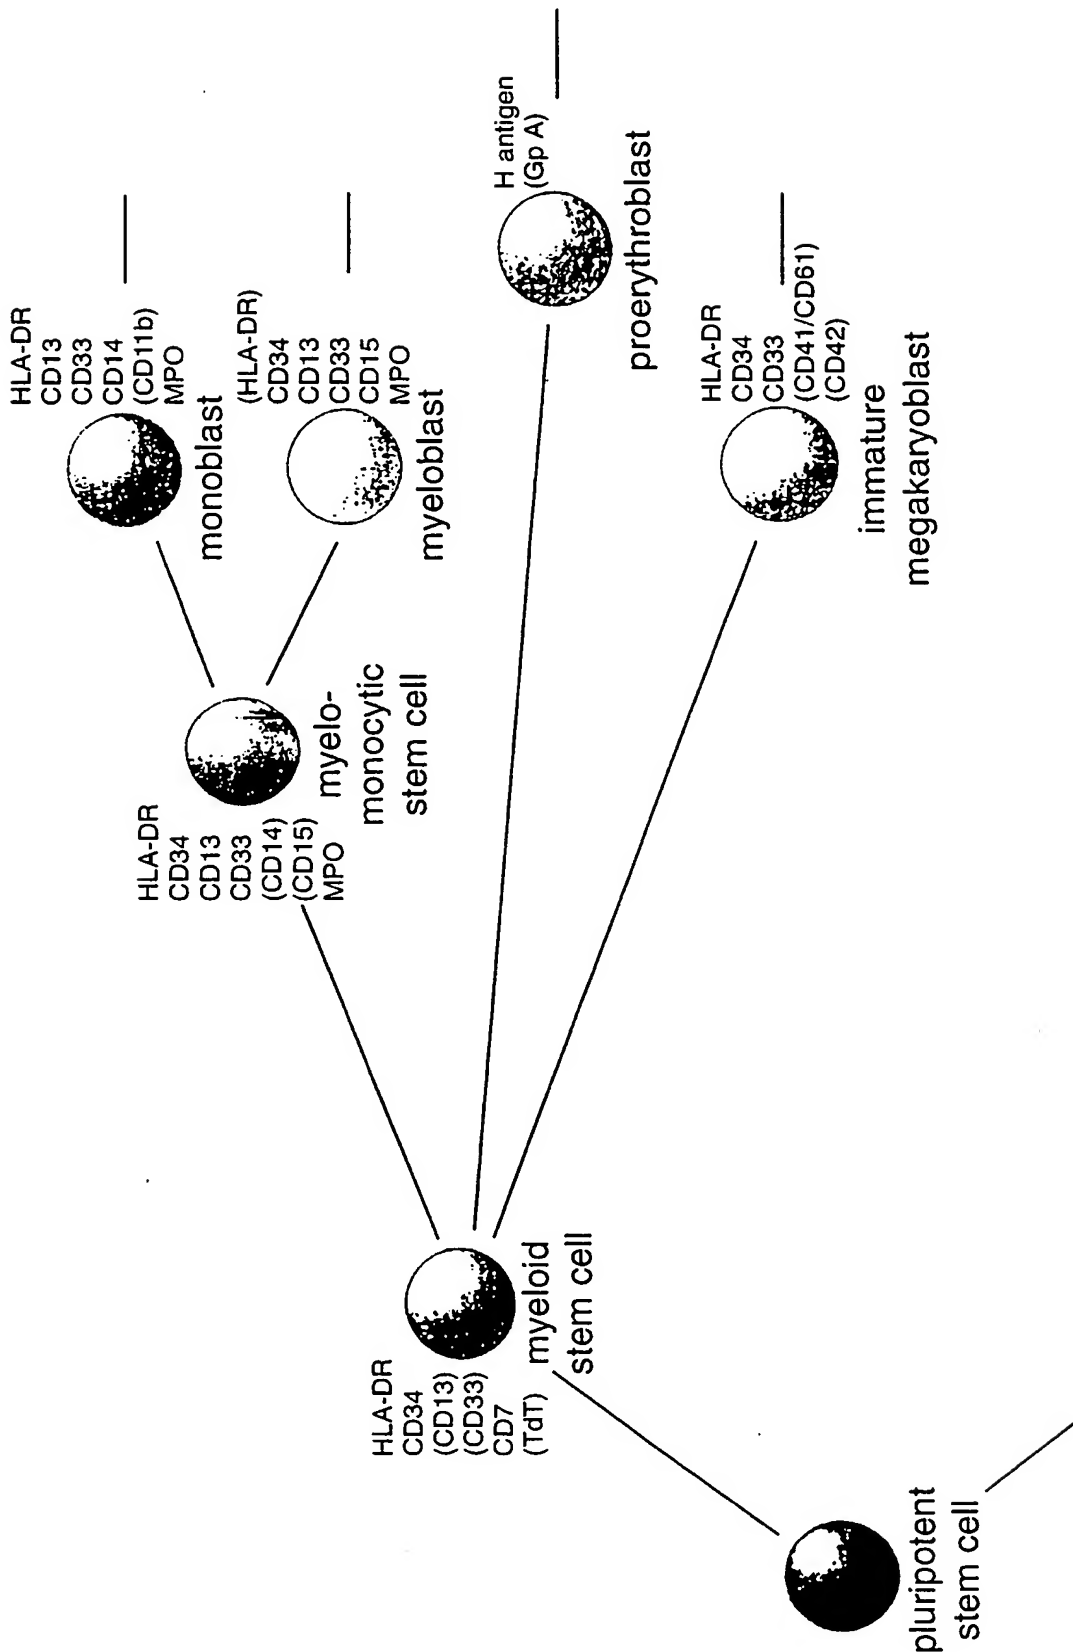 HLA-DR
CD13
CD33
CD14
(CD11b)
MPO
monoblast
(HLA-DR)
CD34
CD13
CD33
CD15
MPO
myeloblast
HLA-DR
CD34
CD13
CD33
(CD14)
(CD15)
MPO
myelo-
monocytic
stem cell
H antigen
(Gp A)
proerythroblast
HLA-DR
CD34
CD33
(CD41/CD61)
(CD42)
immature
megakaryoblast
HLA-DR
CD34
(CD13)
(CD33)
CD7
(TdT)
myeloid
stem cell
pluripotent
stem cell